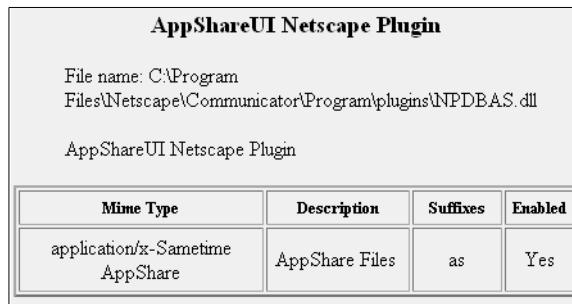 AppShareUI Netscape Plugin
File name: C:\Program
Files\Netscape\Communicator\Program\plugins\NPDBAS.dll
AppShareUI Netscape Plugin
Mime Type Description Suffixes Enabled
application/x-Sametime
AppShare
AppShare Files as Yes